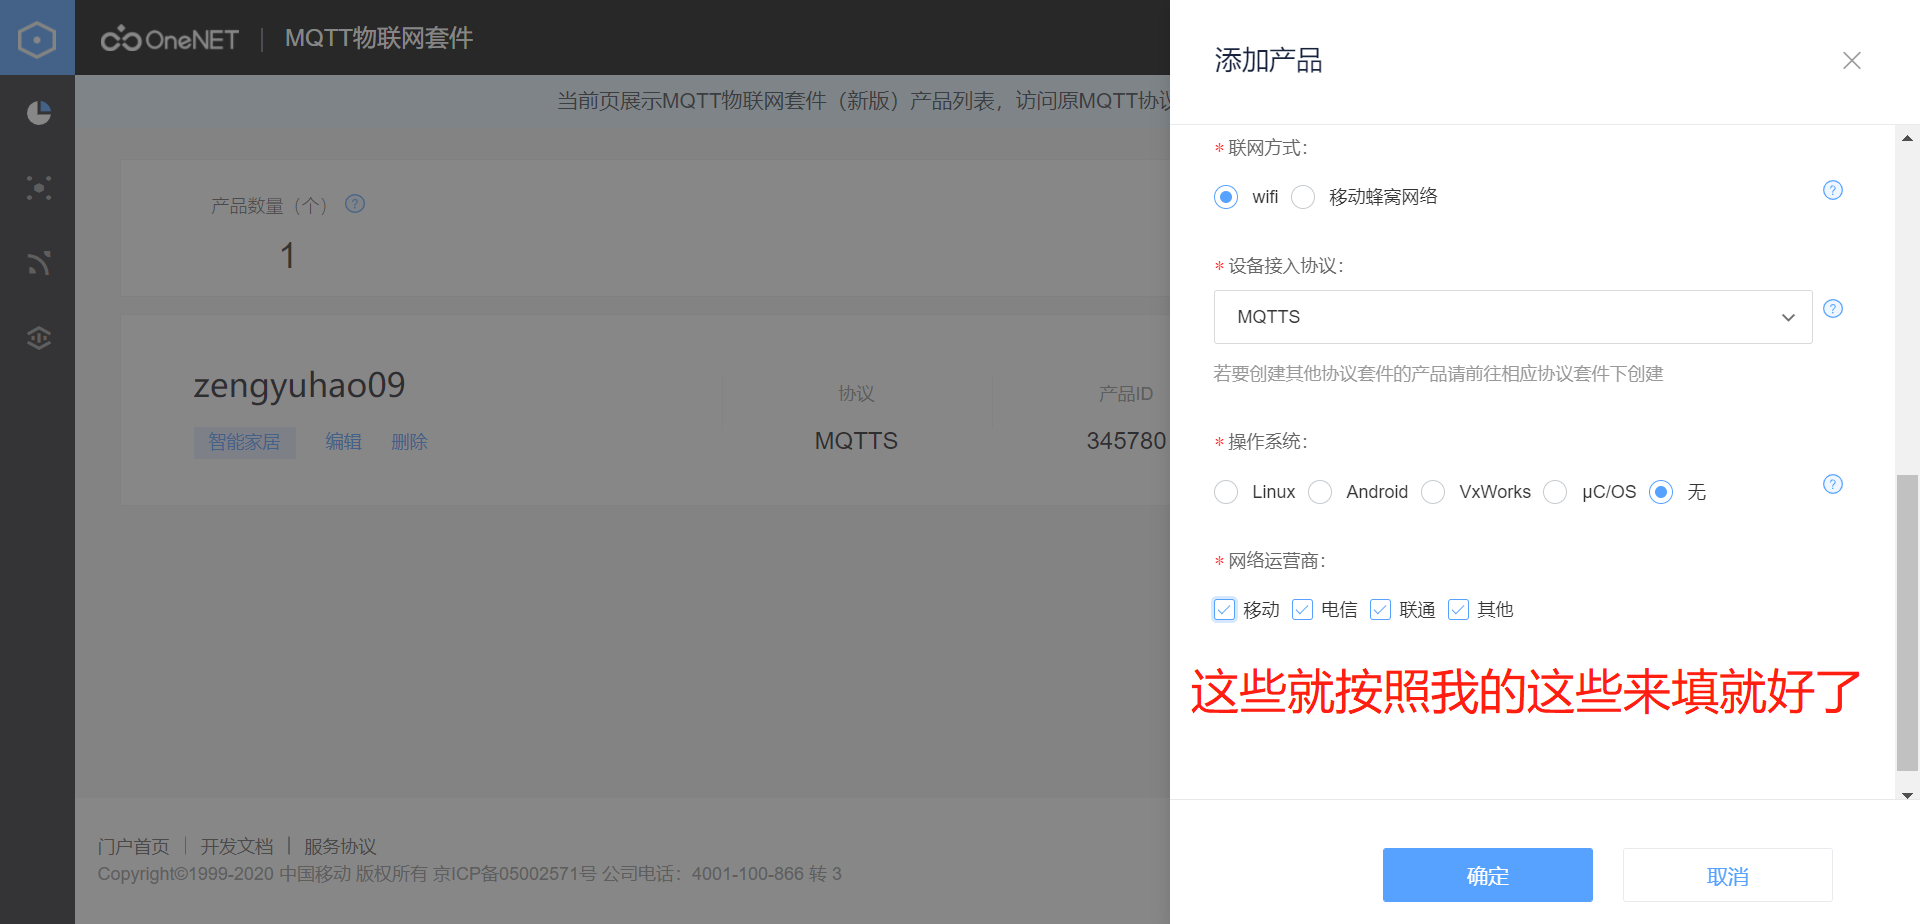 OneNET | MQTT物联网套件
当前页展示MQTT物联网套件（新版）产品列表，访问原MQTT协议
产品数量（个） ?
1
zengyuhao09
智能家居 编辑 删除
协议
MQTTS
产品ID
345780
门户首页 | 开发文档 | 服务协议
Copyright©1999-2020 中国移动 版权所有 京ICP备05002571号 公司电话：4001-100-866 转 3
添加产品
* 联网方式：
wifi 移动蜂窝网络 ?
* 设备接入协议：
MQTTS ?
若要创建其他协议套件的产品请前往相应协议套件下创建
* 操作系统：
Linux Android VxWorks μC/OS 无 ?
* 网络运营商：
移动 电信 联通 其他
这些就按照我的这些来填就好了
确定 取消